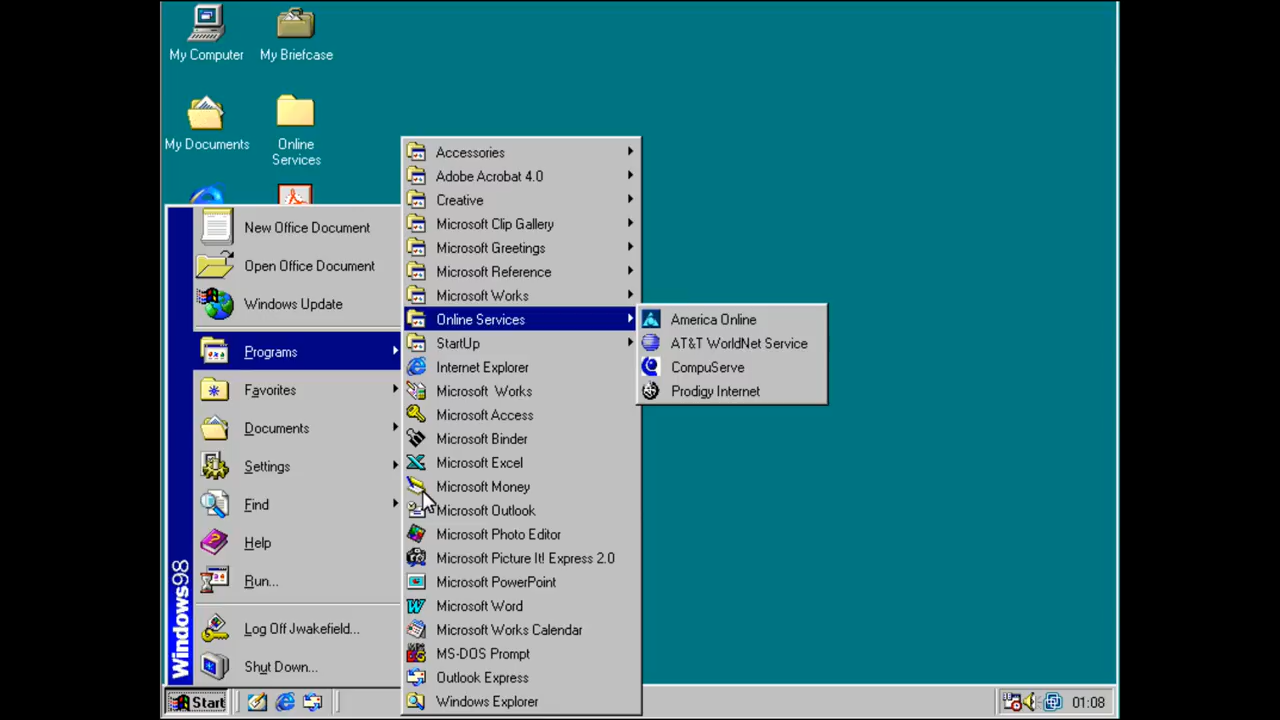 My Computer
My Briefcase
My Documents
Online
Services
New Office Document
Open Office Document
Windows Update
Programs
Favorites
Documents
Settings
Find
Help
Run...
Log Off Jwakefield...
Shut Down...
Windows98
Accessories
Adobe Acrobat 4.0
Creative
Microsoft Clip Gallery
Microsoft Greetings
Microsoft Reference
Microsoft Works
Online Services
StartUp
Internet Explorer
Microsoft  Works
Microsoft Access
Microsoft Binder
Microsoft Excel
Microsoft Money
Microsoft Outlook
Microsoft Photo Editor
Microsoft Picture It! Express 2.0
Microsoft PowerPoint
Microsoft Word
Microsoft Works Calendar
MS-DOS Prompt
Outlook Express
Windows Explorer
America Online
AT&T WorldNet Service
CompuServe
Prodigy Internet
Start
01:08